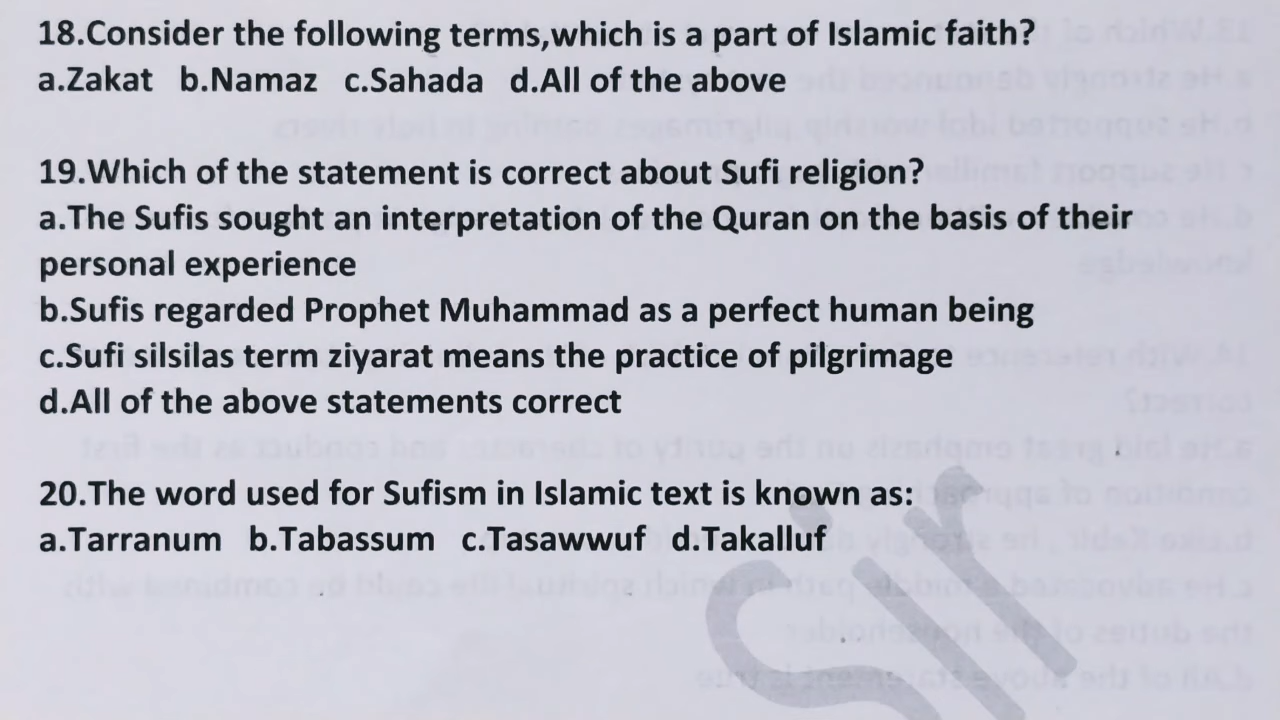 18.Consider the following terms,which is a part of Islamic faith?
a.Zakat b.Namaz c.Sahada d.All of the above
19.Which of the statement is correct about Sufi religion?
a.The Sufis sought an interpretation of the Quran on the basis of their
personal experience
b.Sufis regarded Prophet Muhammad as a perfect human being
c.Sufi silsilas term ziyarat means the practice of pilgrimage
d.All of the above statements correct
20.The word used for Sufism in Islamic text is known as:
a.Tarranum b.Tabassum c.Tasawwuf d.Takalluf
Sir